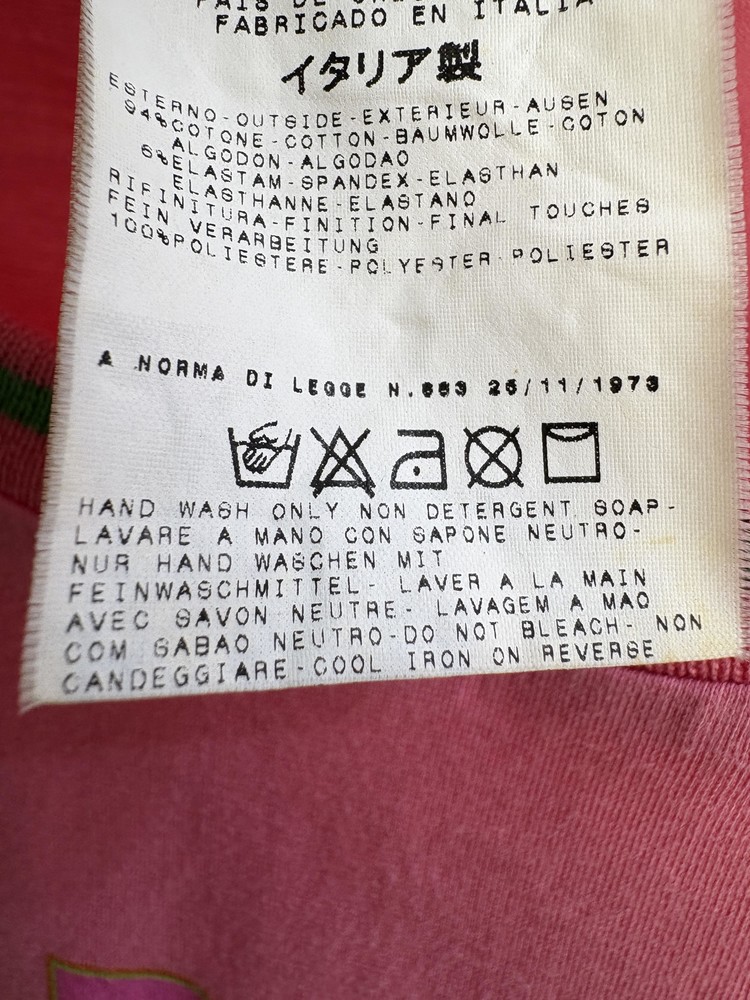 PAIS DE
FABRICADO EN ITALIA
イタリア製
ESTERNO-OUTSIDE-EXTERIEUR-AUSEN
94%COTONE-COTTON-BAUMWOLLE-COTON
ALGODON-ALGODAO
6%ELASTAM-SPANDEX-ELASTHAN
ELASTHANNE-ELASTANO
RIFINITURA-FINITION-FINAL TOUCHES
FEIN VERARBEITUNG
100%POLIESTERE-POLYESTER-POLIESTER
A NORMA DI LEGGE N.883 26/11/1973
HAND WASH ONLY NON DETERGENT SOAP-
LAVARE A MANO CON SAPONE NEUTRO-
NUR HAND WASCHEN MIT
FEINWASCHMITTEL- LAVER A LA MAIN
AVEC SAVON NEUTRE- LAVAGEM A MAO
COM SABAO NEUTRO-DO NOT BLEACH- NON
CANDEGGIARE-COOL IRON ON REVERSE